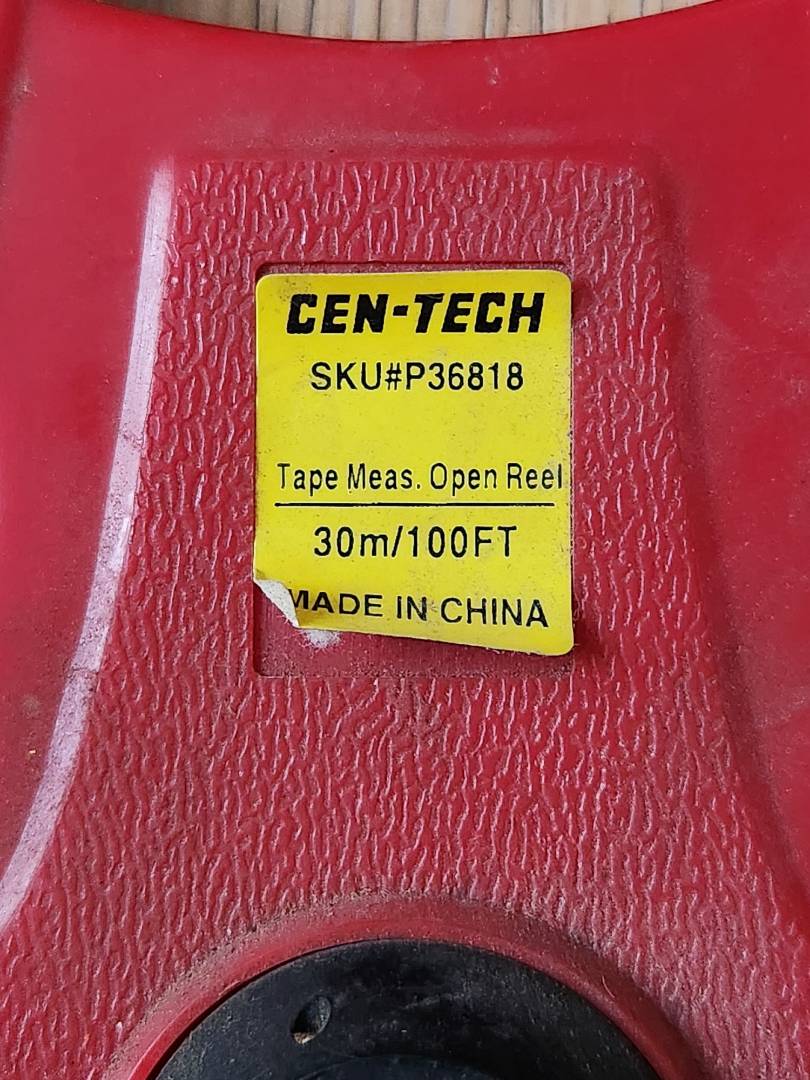 CEN-TECH
SKU#P36818
Tape Meas. Open Reel
30m/100FT
MADE IN CHINA